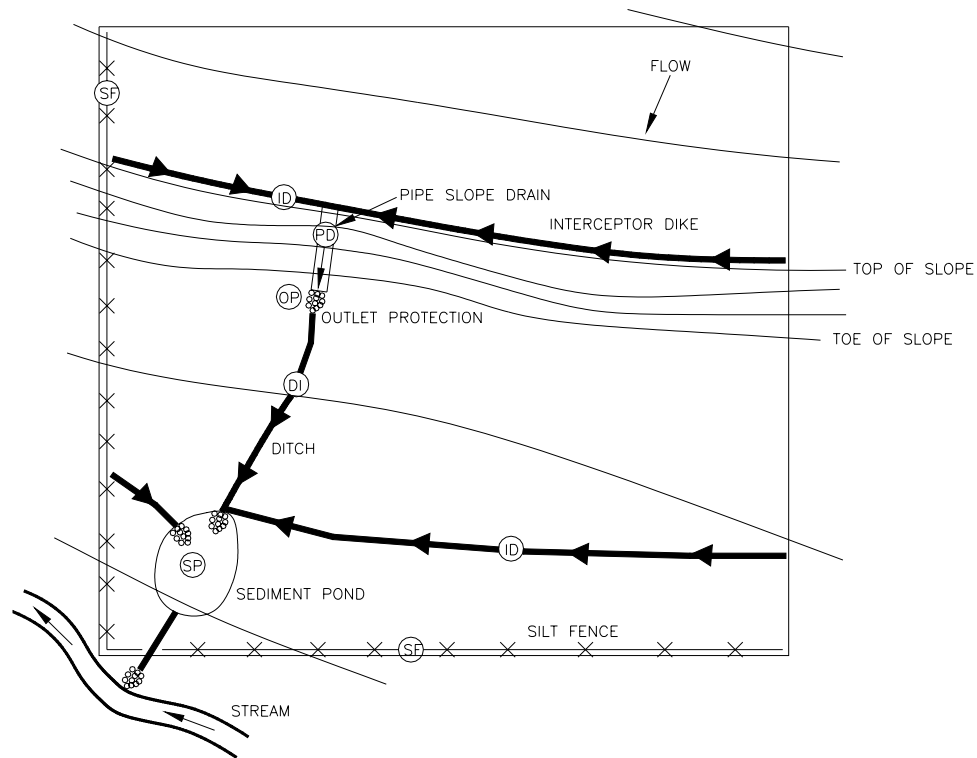 FLOW
SF
ID
PIPE SLOPE DRAIN
INTERCEPTOR DIKE
PD
TOP OF SLOPE
OP
OUTLET PROTECTION
TOE OF SLOPE
DI
DITCH
ID
SP
SEDIMENT POND
SILT FENCE
SF
STREAM